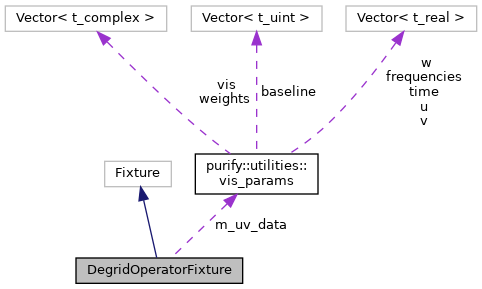 Vector< t_complex >
Vector< t_uint >
Vector< t_real >
vis
weights
baseline
w
frequencies
time
u
v
Fixture
purify::utilities::
vis_params
m_uv_data
DegridOperatorFixture